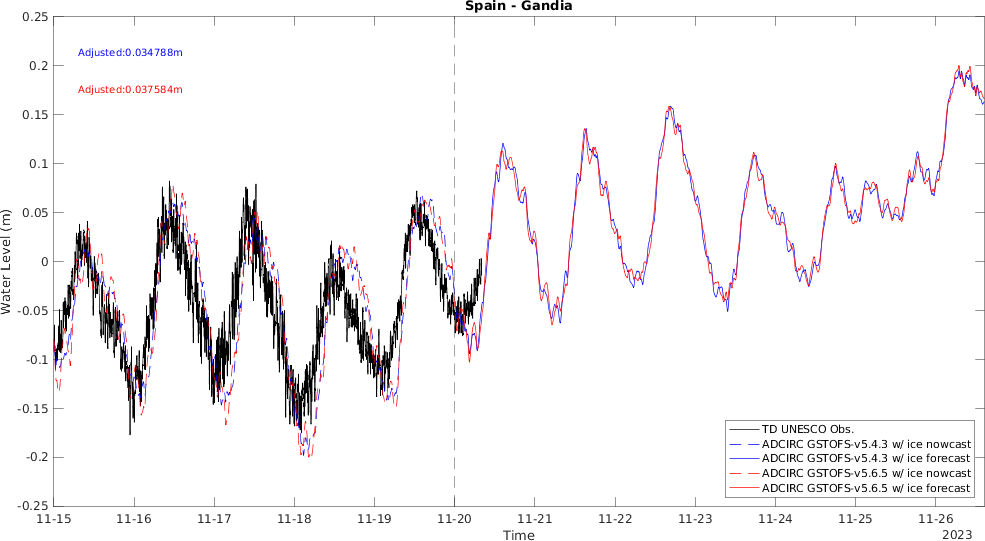 Spain - Gandia
Adjusted:0.034788m
Adjusted:0.037584m
Water Level (m)
0.25
0.2
0.15
0.1
0.05
0
-0.05
-0.1
-0.15
-0.2
-0.25
TD UNESCO Obs.
ADCIRC GSTOFS-v5.4.3 w/ ice nowcast
ADCIRC GSTOFS-v5.4.3 w/ ice forecast
ADCIRC GSTOFS-v5.6.5 w/ ice nowcast
ADCIRC GSTOFS-v5.6.5 w/ ice forecast
11-15 11-16 11-17 11-18 11-19 11-20 11-21 11-22 11-23 11-24 11-25 11-26
Time
2023